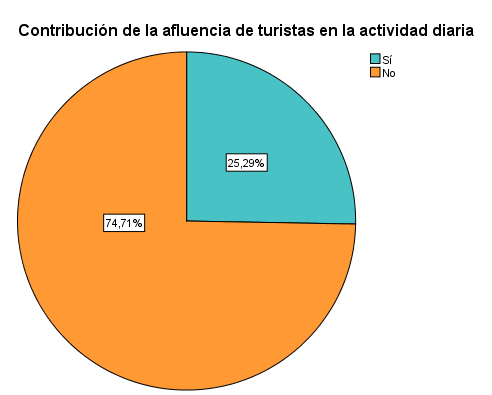 Contribución de la afluencia de turistas en la actividad diaria
Sí
No
25,29%
74,71%